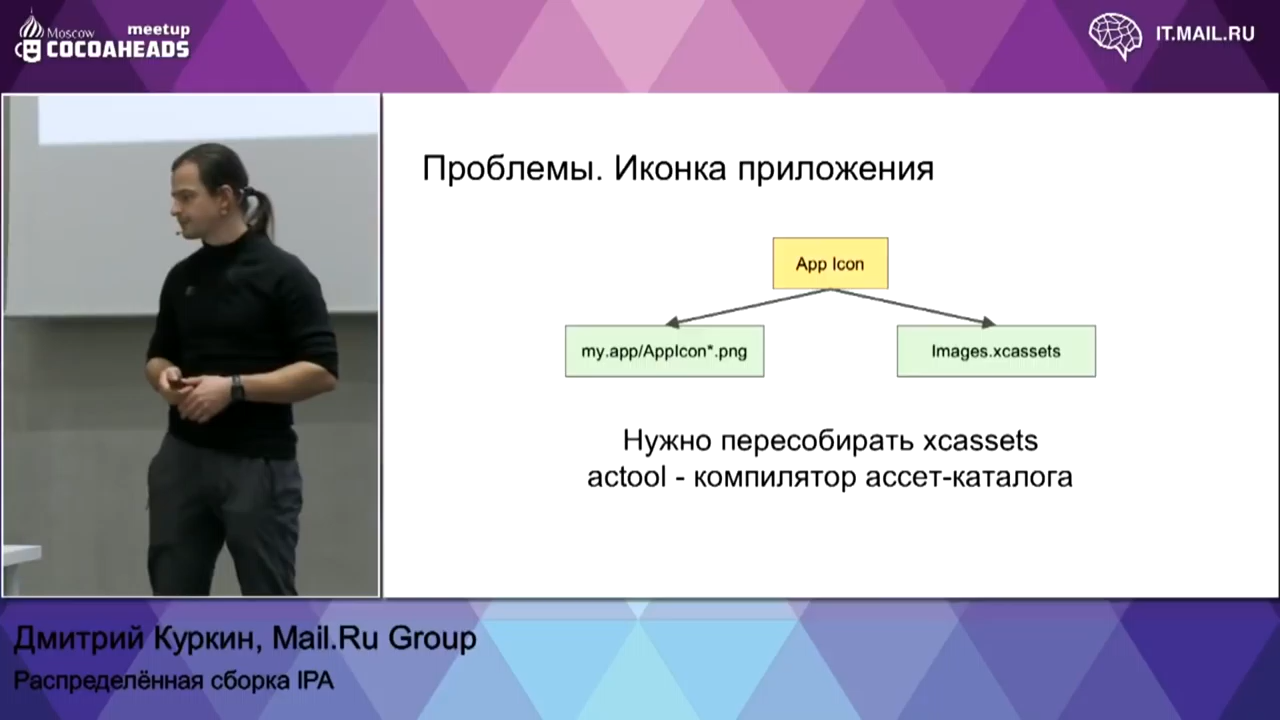 Moscow meetup
COCOAHEADS
IT.MAIL.RU
Проблемы. Иконка приложения
App Icon
my.app/AppIcon*.png
Images.xcassets
Нужно пересобирать xcassets
actool - компилятор ассет-каталога
Дмитрий Куркин, Mail.Ru Group
Распределённая сборка IPA